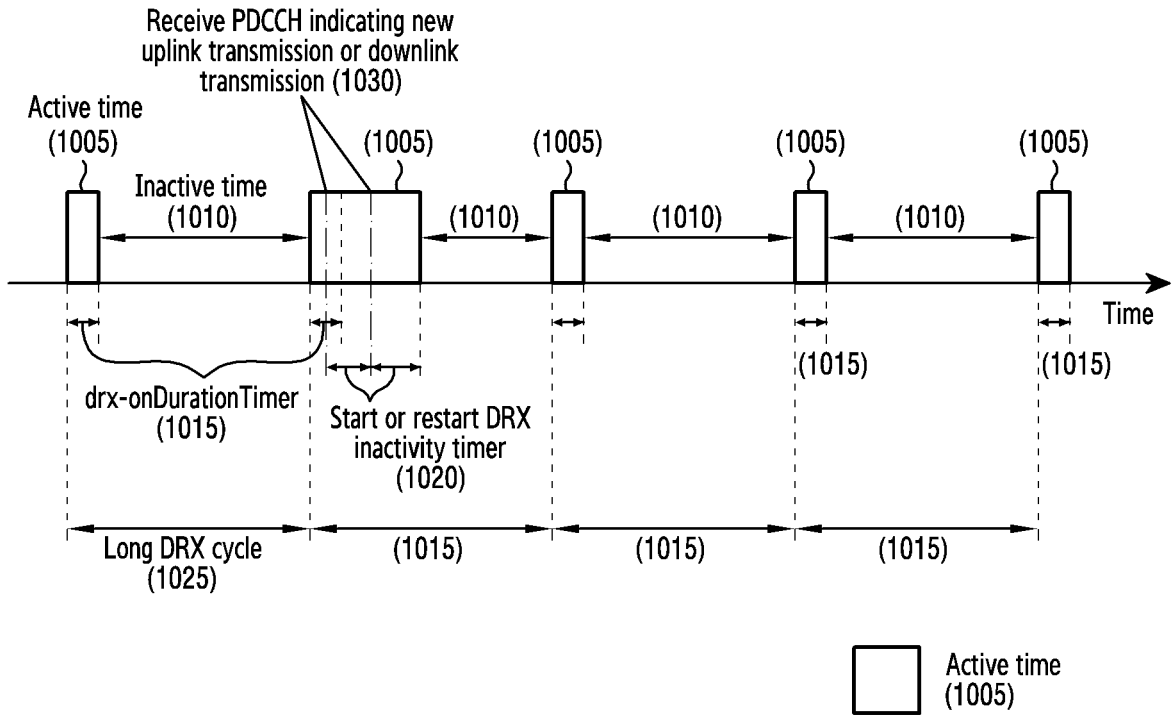 Receive PDCCH indicating new
uplink transmission or downlink
transmission (1030)
Active time
(1005)
(1005)
(1005)
(1005)
(1005)
Inactive time
(1010)
(1010)
(1010)
(1010)
Time
drx-onDurationTimer
(1015)
Start or restart DRX
inactivity timer
(1020)
(1015)
(1015)
Long DRX cycle
(1025)
(1015)
(1015)
(1015)
Active time
(1005)